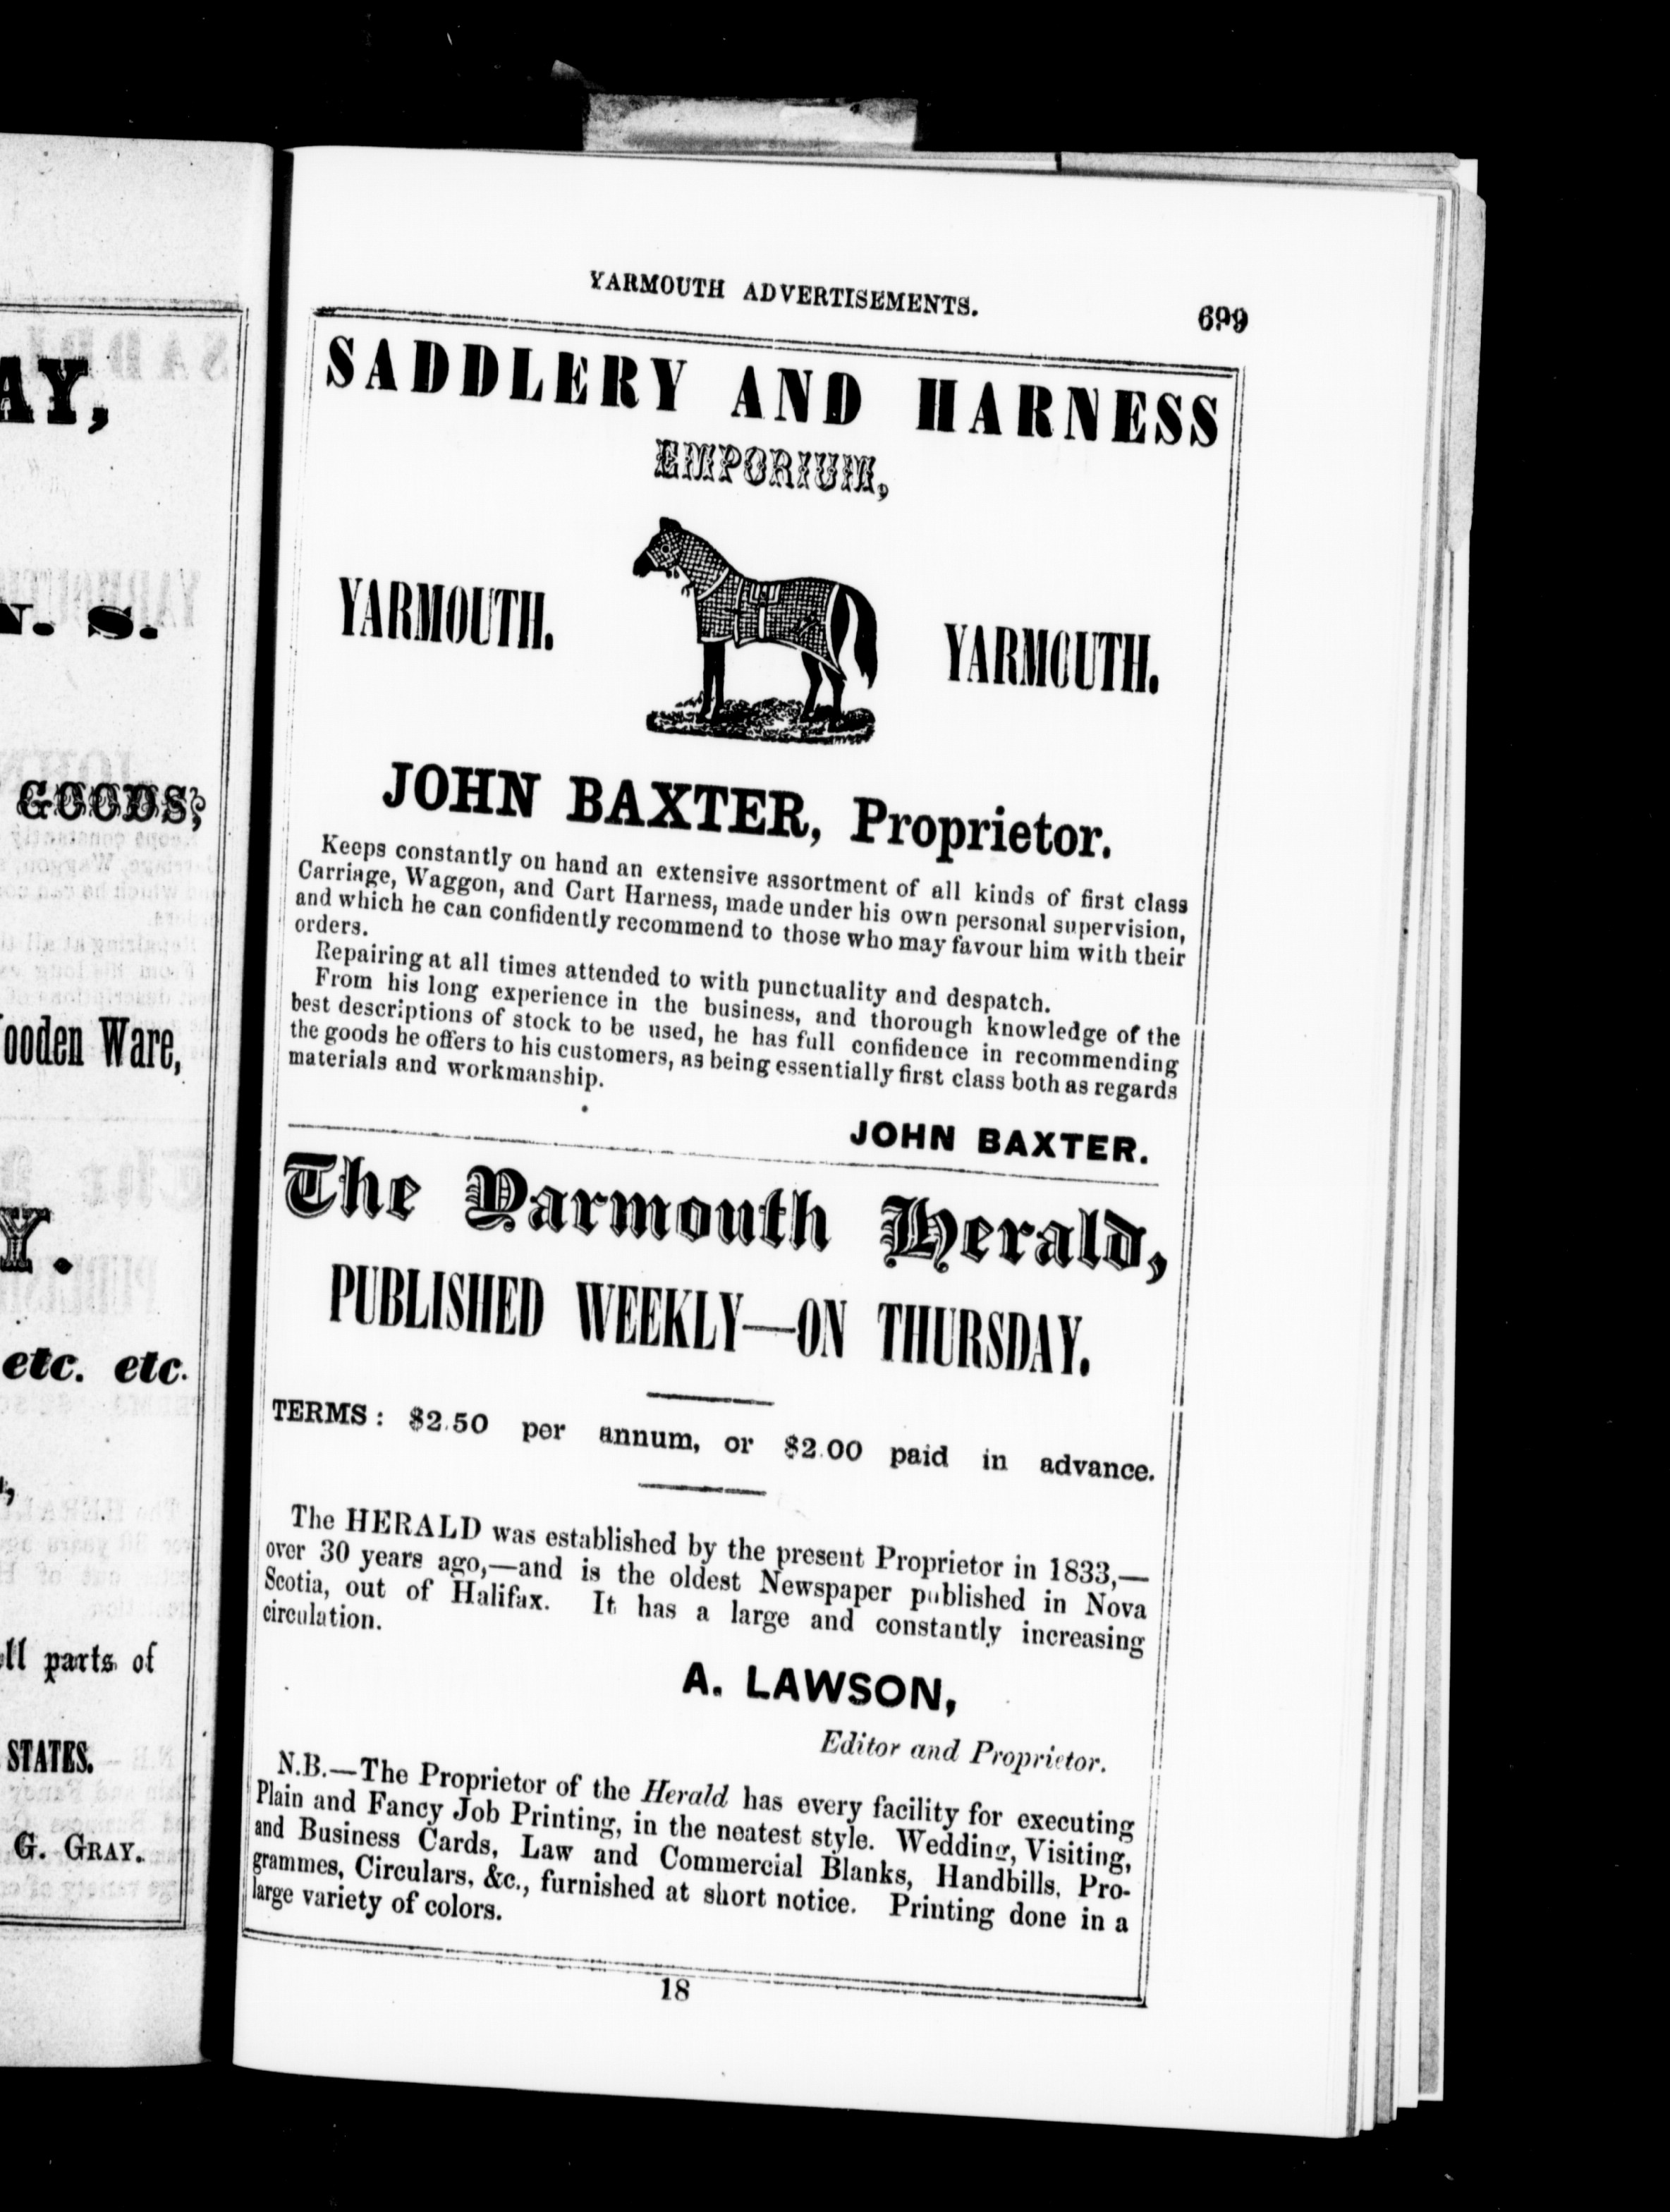 AY,
N. S.
GOODS,
ooden Ware,
Y.
etc. etc.
ll parts of
STATES.
G. GRAY.
YARMOUTH ADVERTISEMENTS. 699
SADDLERY AND HARNESS
EMPORIUM,
YARMOUTH. YARMOUTH.
JOHN BAXTER, Proprietor.
Keeps constantly on hand an extensive assortment of all kinds of first class
Carriage, Waggon, and Cart Harness, made under his own personal supervision,
and which he can confidently recommend to those who may favour him with their
orders.
Repairing at all times attended to with punctuality and despatch.
From his long experience in the business, and thorough knowledge of the
best descriptions of stock to be used, he has full confidence in recommending
the goods he offers to his customers, as being essentially first class both as regards
materials and workmanship.
JOHN BAXTER.
The Yarmouth Herald,
PUBLISHED WEEKLY—ON THURSDAY.
TERMS: $2.50 per annum, or $2.00 paid in advance.
The HERALD was established by the present Proprietor in 1833,—
over 30 years ago,—and is the oldest Newspaper published in Nova
Scotia, out of Halifax. It has a large and constantly increasing
circulation.
A. LAWSON,
Editor and Proprietor.
N.B.—The Proprietor of the Herald has every facility for executing
Plain and Fancy Job Printing, in the neatest style. Wedding, Visiting,
and Business Cards, Law and Commercial Blanks, Handbills, Pro-
grammes, Circulars, &c., furnished at short notice. Printing done in a
large variety of colors.
18